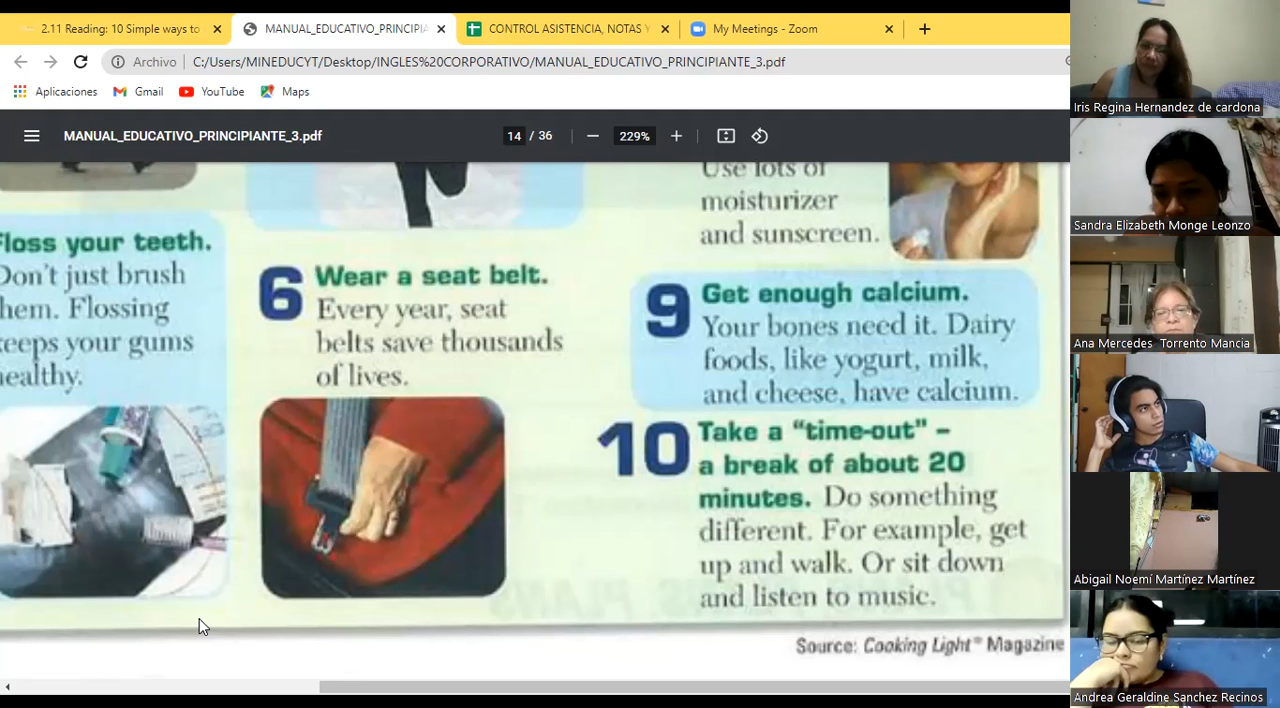 2.11 Reading: 10 Simple ways to
MANUAL_EDUCATIVO_PRINCIPIA
CONTROL ASISTENCIA, NOTAS Y
My Meetings - Zoom
Archivo
C:/Users/MINEDUCYT/Desktop/INGLES%20CORPORATIVO/MANUAL_EDUCATIVO_PRINCIPIANTE_3.pdf
Aplicaciones
Gmail
YouTube
Maps
MANUAL_EDUCATIVO_PRINCIPIANTE_3.pdf
14 / 36
229%
Floss your teeth.
Don't just brush
hem. Flossing
keeps your gums
healthy.
6 Wear a seat belt.
Every year, seat
belts save thousands
of lives.
Use lots of
moisturizer
and sunscreen.
9 Get enough calcium.
Your bones need it. Dairy
foods, like yogurt, milk,
and cheese, have calcium.
10 Take a “time-out” –
a break of about 20
minutes. Do something
different. For example, get
up and walk. Or sit down
and listen to music.
Source: Cooking Light® Magazine
Iris Regina Hernandez de cardona
Sandra Elizabeth Monge Leonzo
Ana Mercedes Torrento Mancia
Abigail Noemí Martínez Martínez
Andrea Geraldine Sanchez Recinos